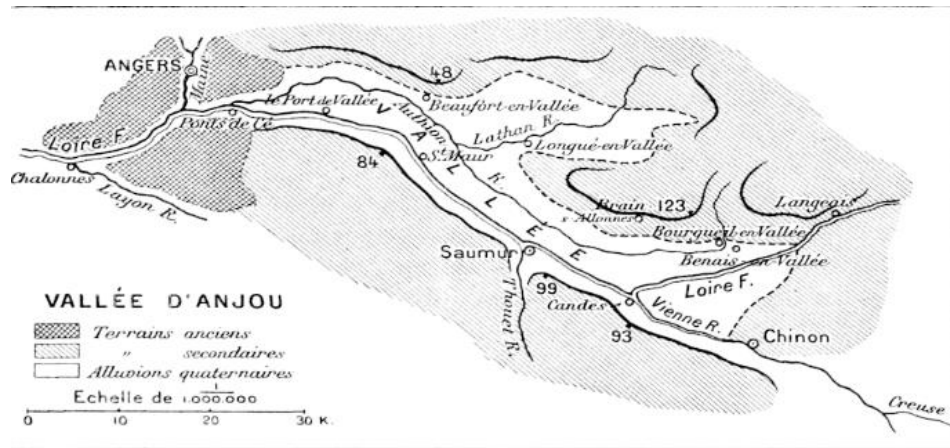 ANGERS
Maine
48
le Port de Vallée
Beaufort-en-Vallée
Authion R.
VALLÉE
Lathan R.
Longué-en-Vallée
Loire F.
Ponts de Cé
St Maur
84
Chalonnes
Layon R.
Brain 123
s. Allonnes
Langeais
Bourgueil-en-Vallée
Benais-en-Vallée
Saumur
Loire F.
99
Candes
Vienne R.
Thouet R.
93
Chinon
Creuse
VALLÉE D'ANJOU
Terrains anciens
„ secondaires
Alluvions quaternaires
Echelle de 1/1.000.000
0 10 20 30 K.